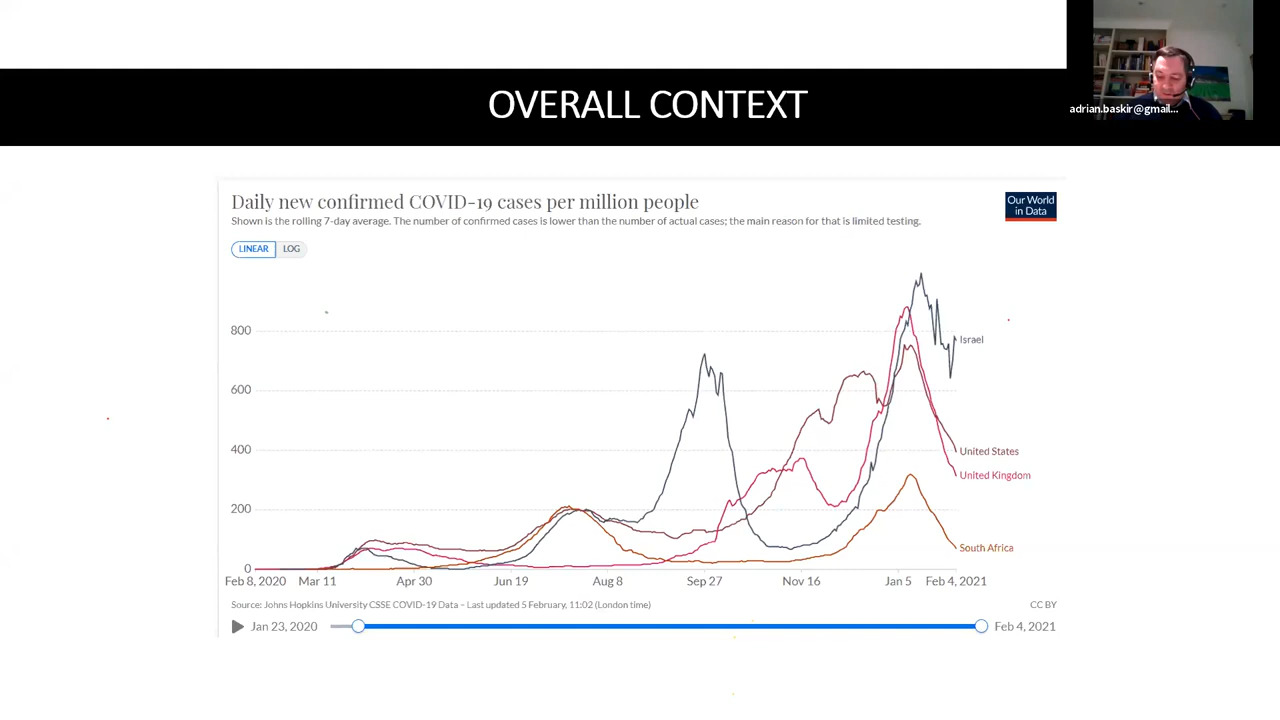 OVERALL CONTEXT
adrian.baskir@gmail...
Daily new confirmed COVID-19 cases per million people
Shown is the rolling 7-day average. The number of confirmed cases is lower than the number of actual cases; the main reason for that is limited testing.
Our World
in Data
LINEAR LOG
800
600
400
200
0
Israel
United States
United Kingdom
South Africa
Feb 8, 2020 Mar 11 Apr 30 Jun 19 Aug 8 Sep 27 Nov 16 Jan 5 Feb 4, 2021
Source: Johns Hopkins University CSSE COVID-19 Data – Last updated 5 February, 11:02 (London time) CC BY
Jan 23, 2020 Feb 4, 2021